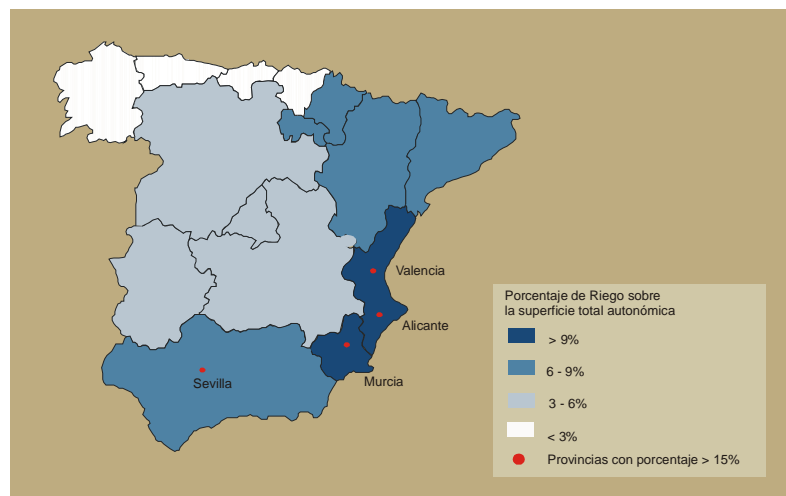 Valencia
Alicante
Sevilla
Murcia
Porcentaje de Riego sobre
la superficie total autonómica
> 9%
6 - 9%
3 - 6%
< 3%
Provincias con porcentaje > 15%